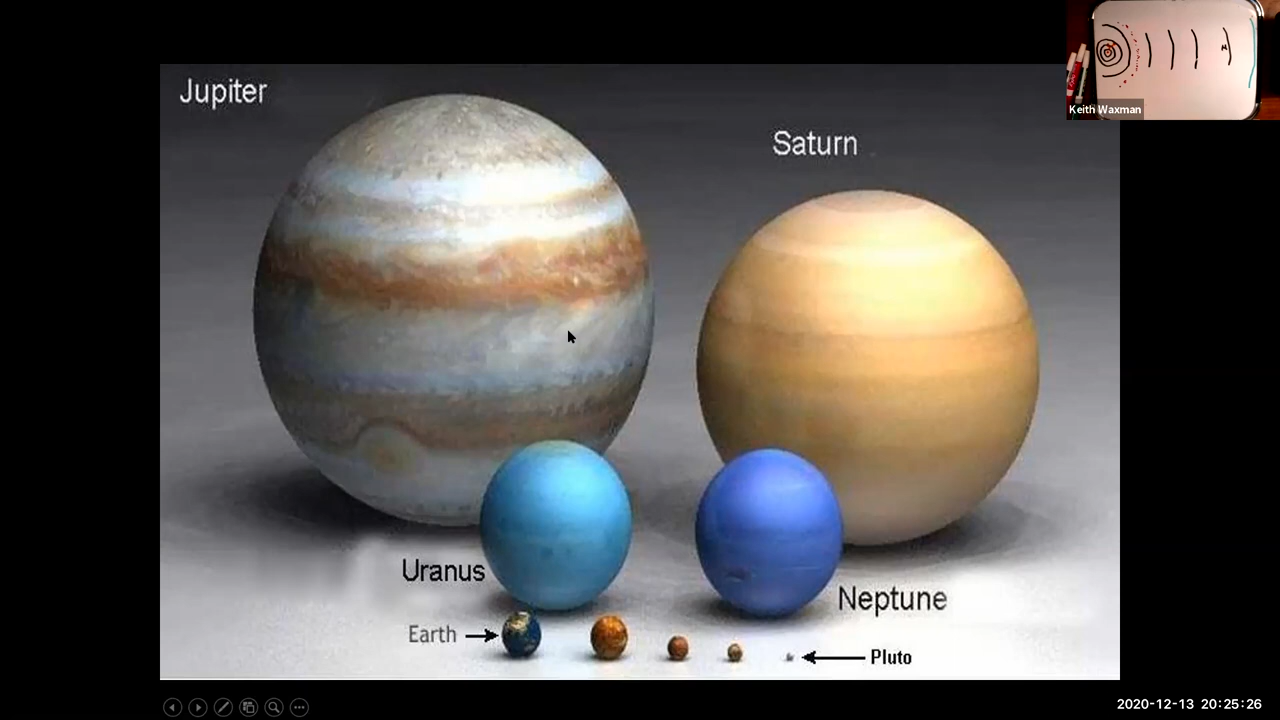 Jupiter
Saturn
Keith Waxman
Uranus
Neptune
Earth
Pluto
2020-12-13 20:25:26